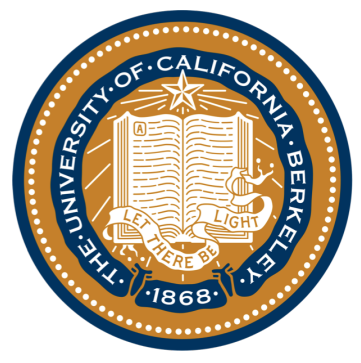 THE·UNIVERSITY·OF·CALIFORNIA·BERKELEY
A
LET THERE BE LIGHT
·1868·